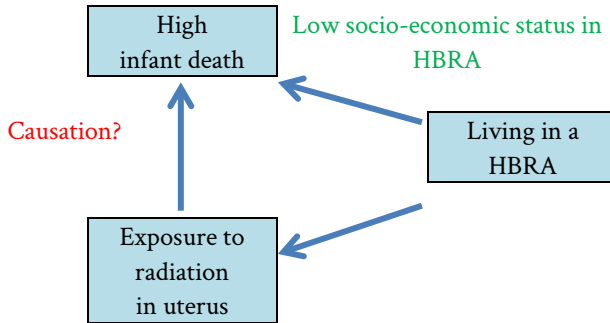 High
infant death
Low socio-economic status in
HBRA
Causation?
Living in a
HBRA
Exposure to
radiation
in uterus